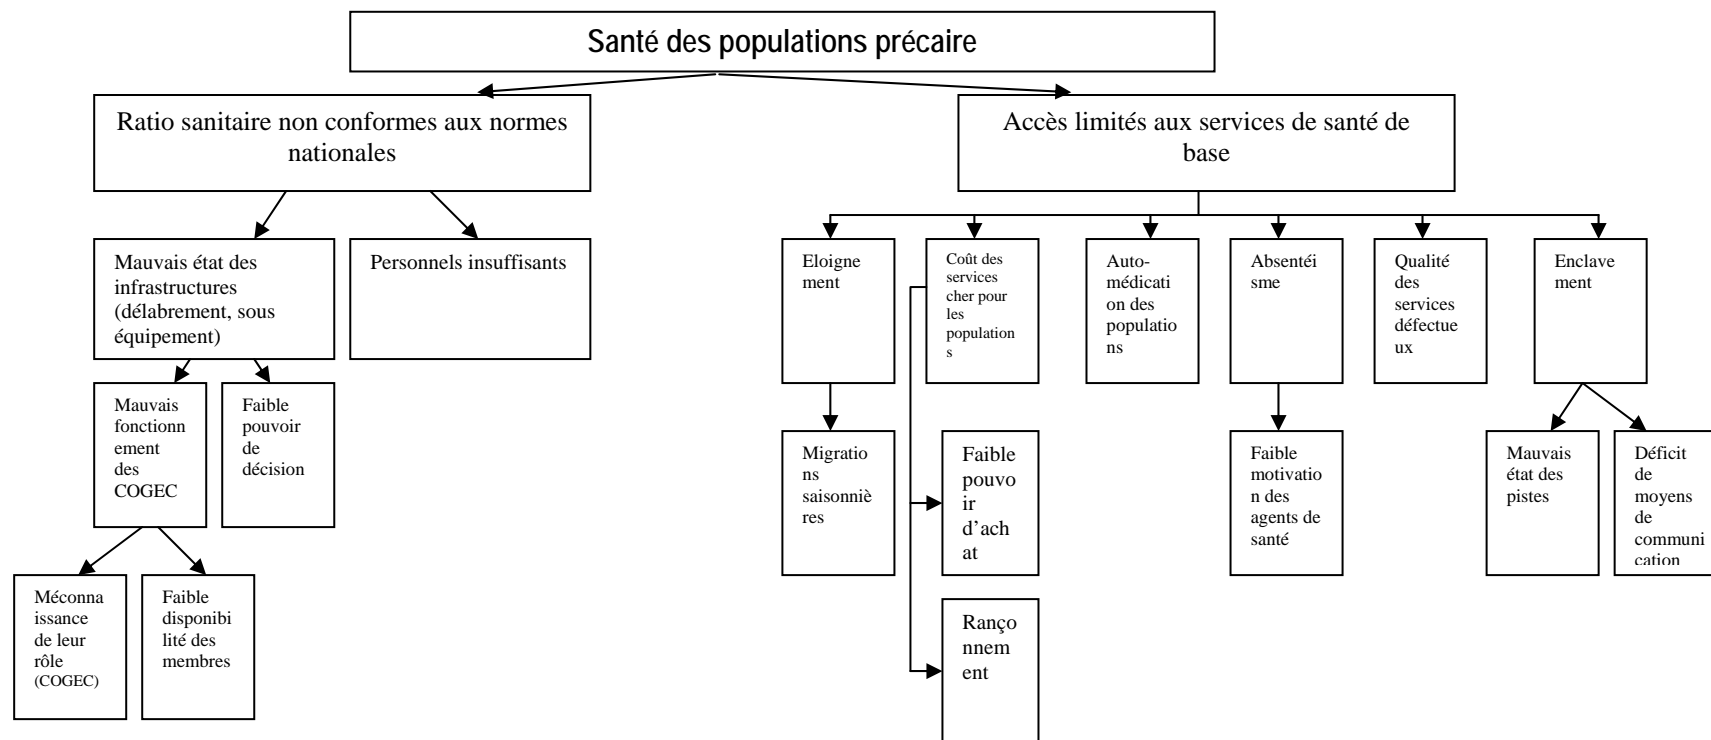 Santé des populations précaire
Ratio sanitaire non conformes aux normes
nationales
Accès limités aux services de santé de
base
Mauvais état des
infrastructures
(délabrement, sous
équipement)
Personnels insuffisants
Eloigne
ment
Coût des
services
cher pour
les
population
s
Auto-
médicati
on des
populatio
ns
Absentéi
sme
Qualité
des
services
défectue
ux
Enclave
ment
Mauvais
fonctionn
ement
des
COGEC
Faible
pouvoir
de
décision
Migratio
ns
saisonniè
res
Faible
pouvo
ir
d’ach
at
Faible
motivatio
n des
agents de
santé
Mauvais
état des
pistes
Déficit
de
moyens
de
communi
cation
Méconna
issance
de leur
rôle
(COGEC)
Faible
disponibi
lité des
membres
Ranço
nnem
ent